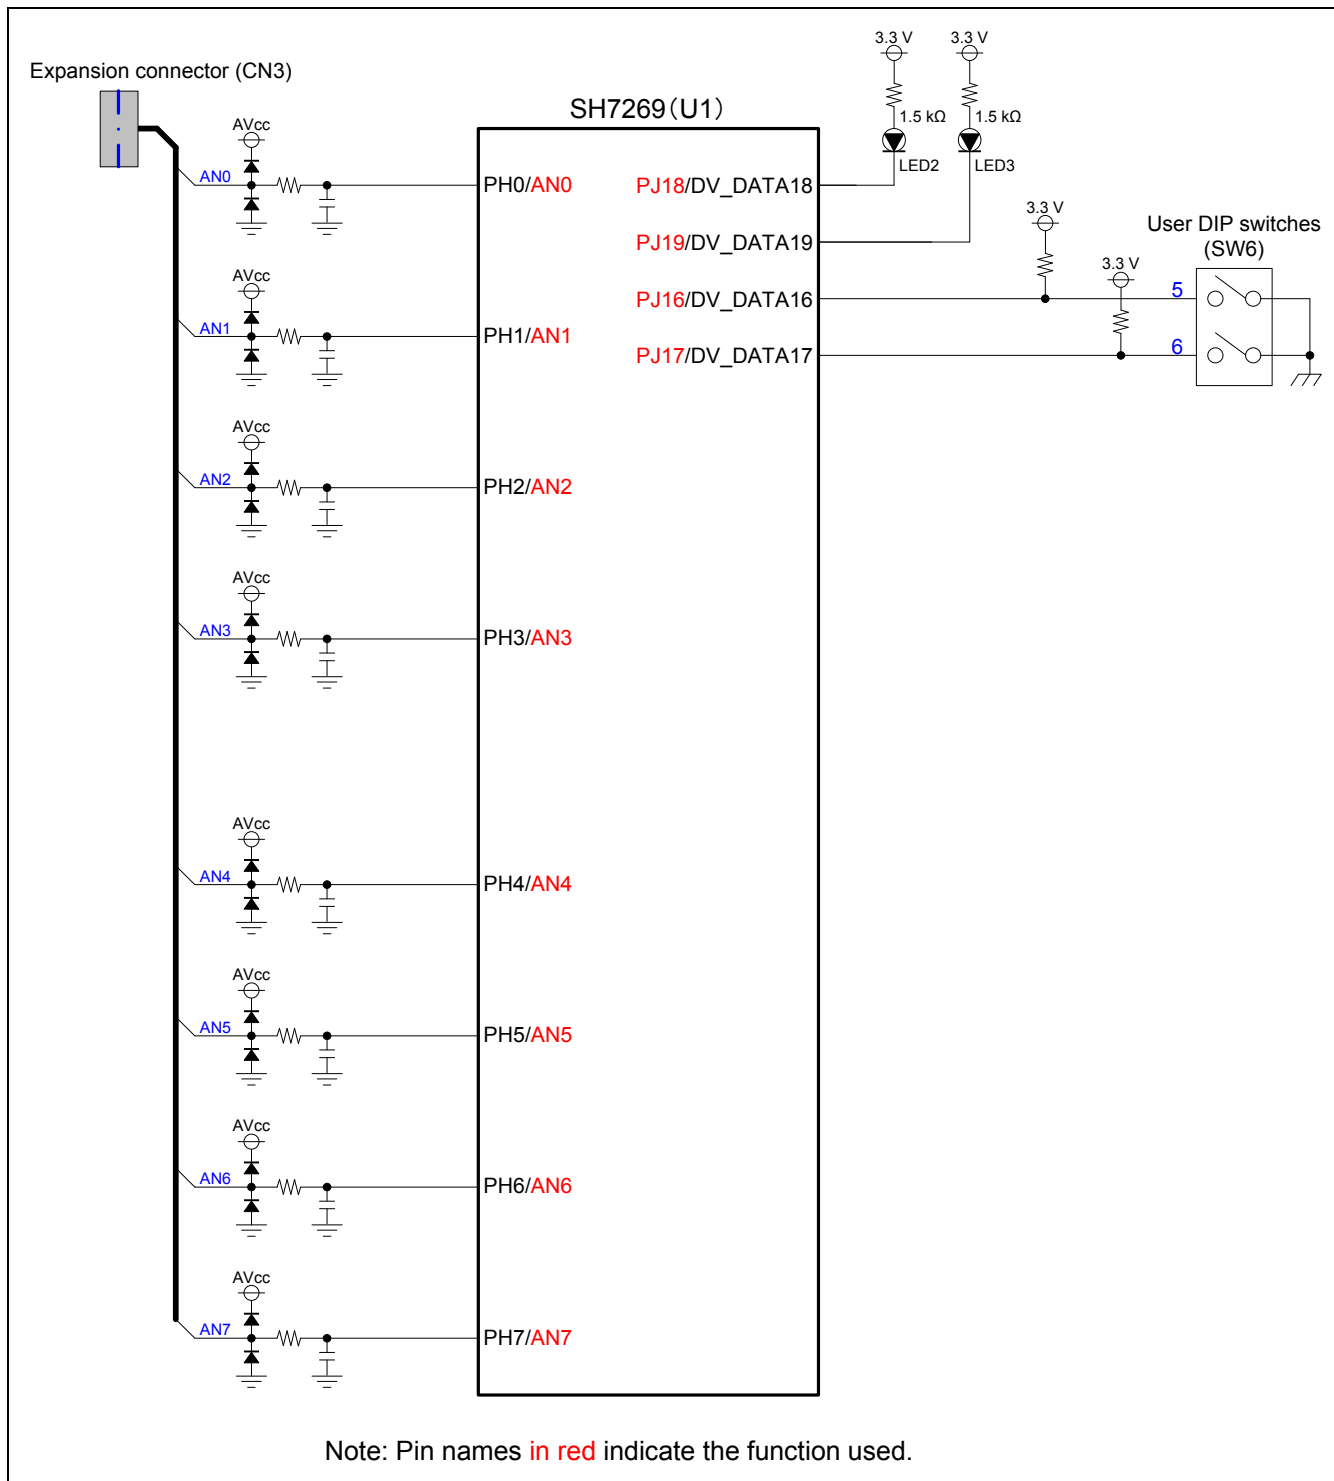 Expansion connector (CN3)
SH7269(U1)
3.3 V
3.3 V
1.5 kΩ
1.5 kΩ
LED2
LED3
AVcc
AN0
PH0/AN0
PJ18/DV_DATA18
PJ19/DV_DATA19
3.3 V
User DIP switches
(SW6)
3.3 V
PJ16/DV_DATA16
5
PJ17/DV_DATA17
6
AVcc
AN1
PH1/AN1
AVcc
AN2
PH2/AN2
AVcc
AN3
PH3/AN3
AVcc
AN4
PH4/AN4
AVcc
AN5
PH5/AN5
AVcc
AN6
PH6/AN6
AVcc
AN7
PH7/AN7
Note: Pin names in red indicate the function used.